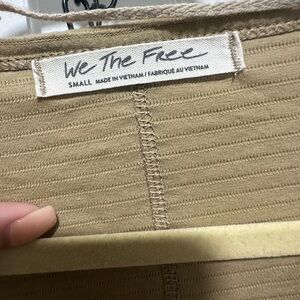 We The Free
SMALL MADE IN VIETNAM / FABRIQUÉ AU VIETNAM